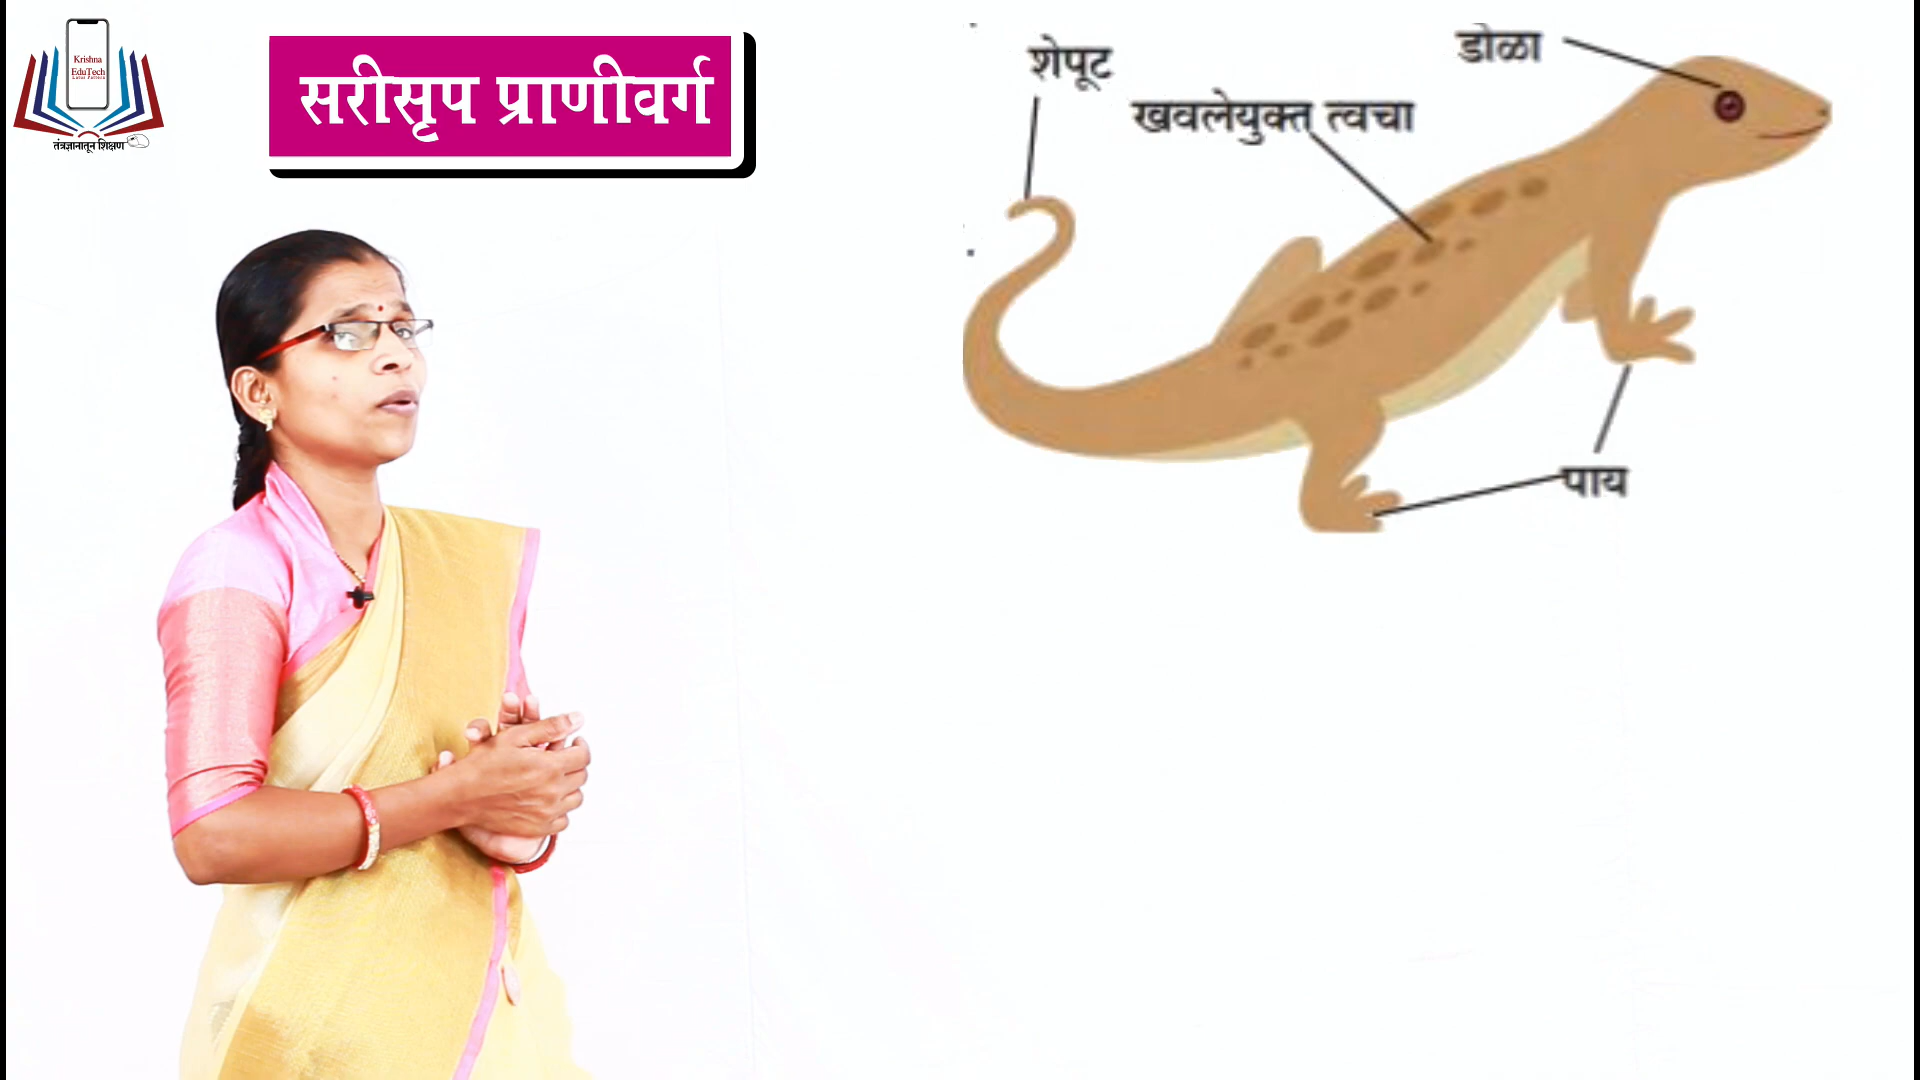 Krishna
EduTech
तंत्रज्ञानातून शिक्षण
सरीसृप प्राणीवर्ग
शेपूट
खवलेयुक्त त्वचा
डोळा
पाय